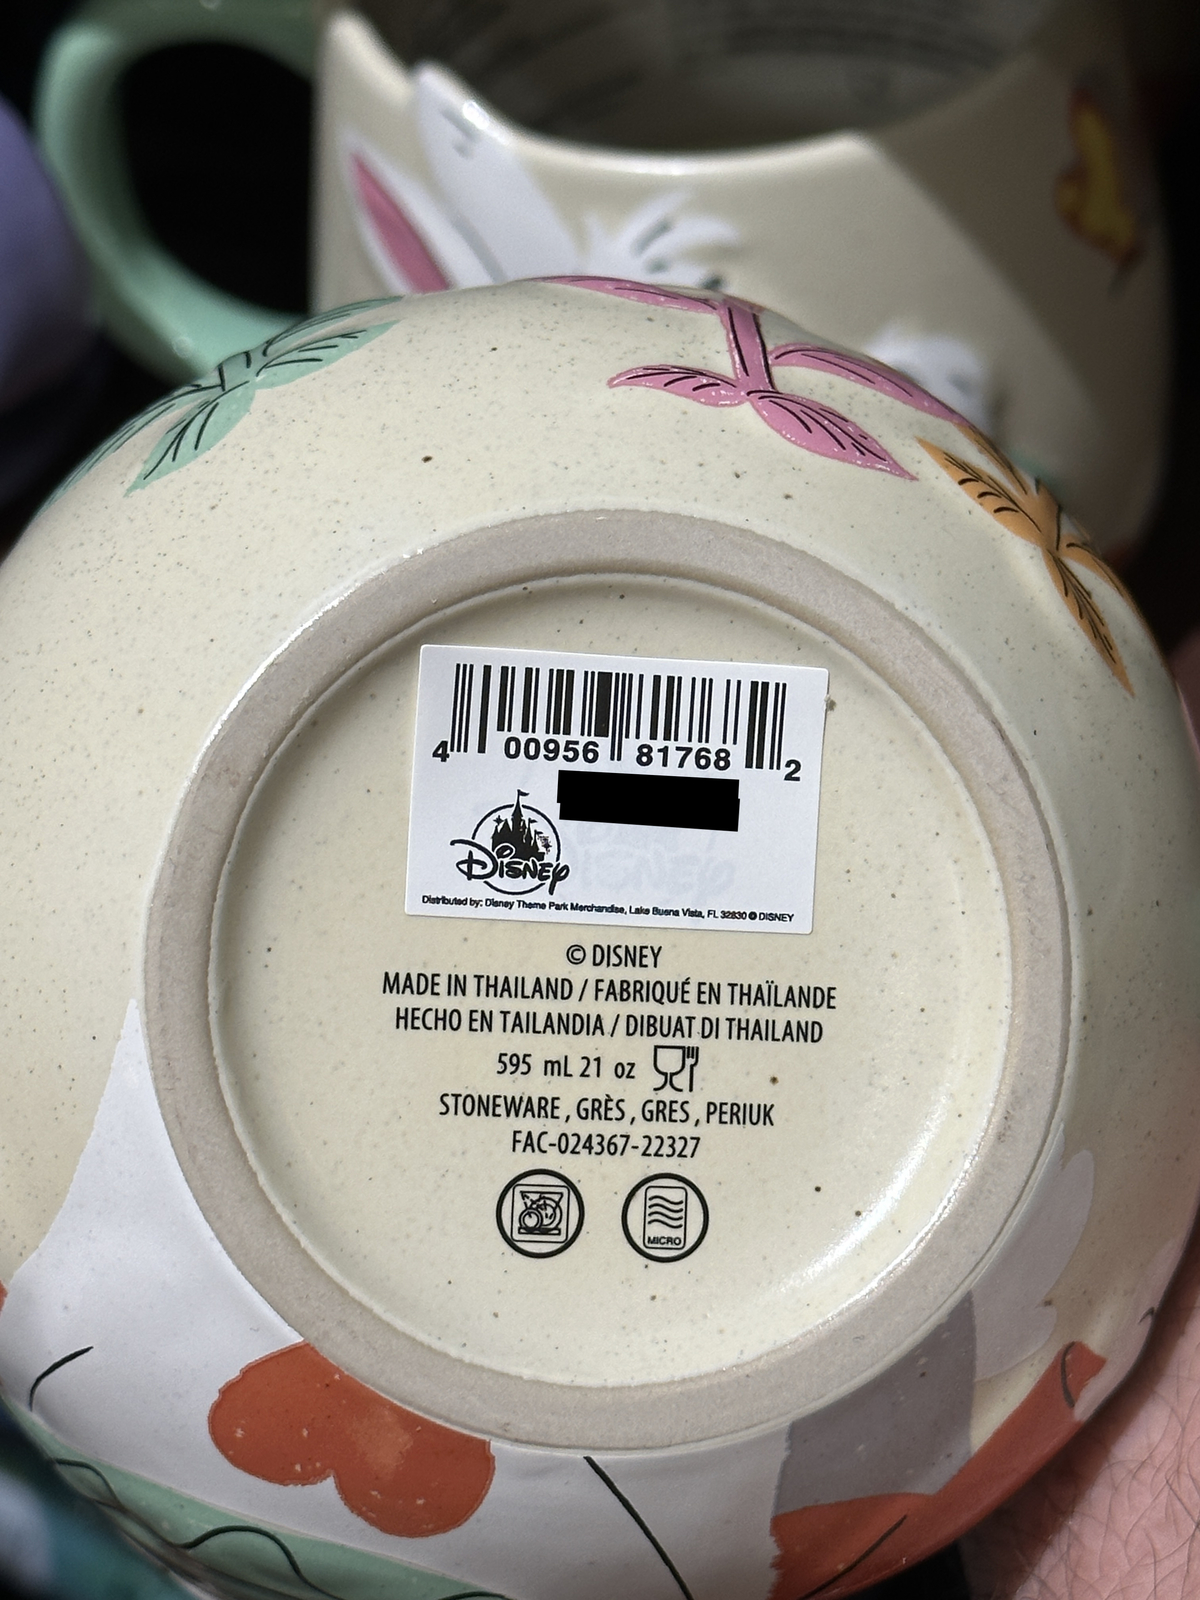 4 00956 81768 2
Disney
Distributed by: Disney Theme Park Merchandise, Lake Buena Vista, FL 32830 © DISNEY
© DISNEY
MADE IN THAILAND / FABRIQUÉ EN THAÏLANDE
HECHO EN TAILANDIA / DIBUAT DI THAILAND
595 mL 21 oz
STONEWARE , GRÈS , GRES , PERIUK
FAC-024367-22327
MICRO